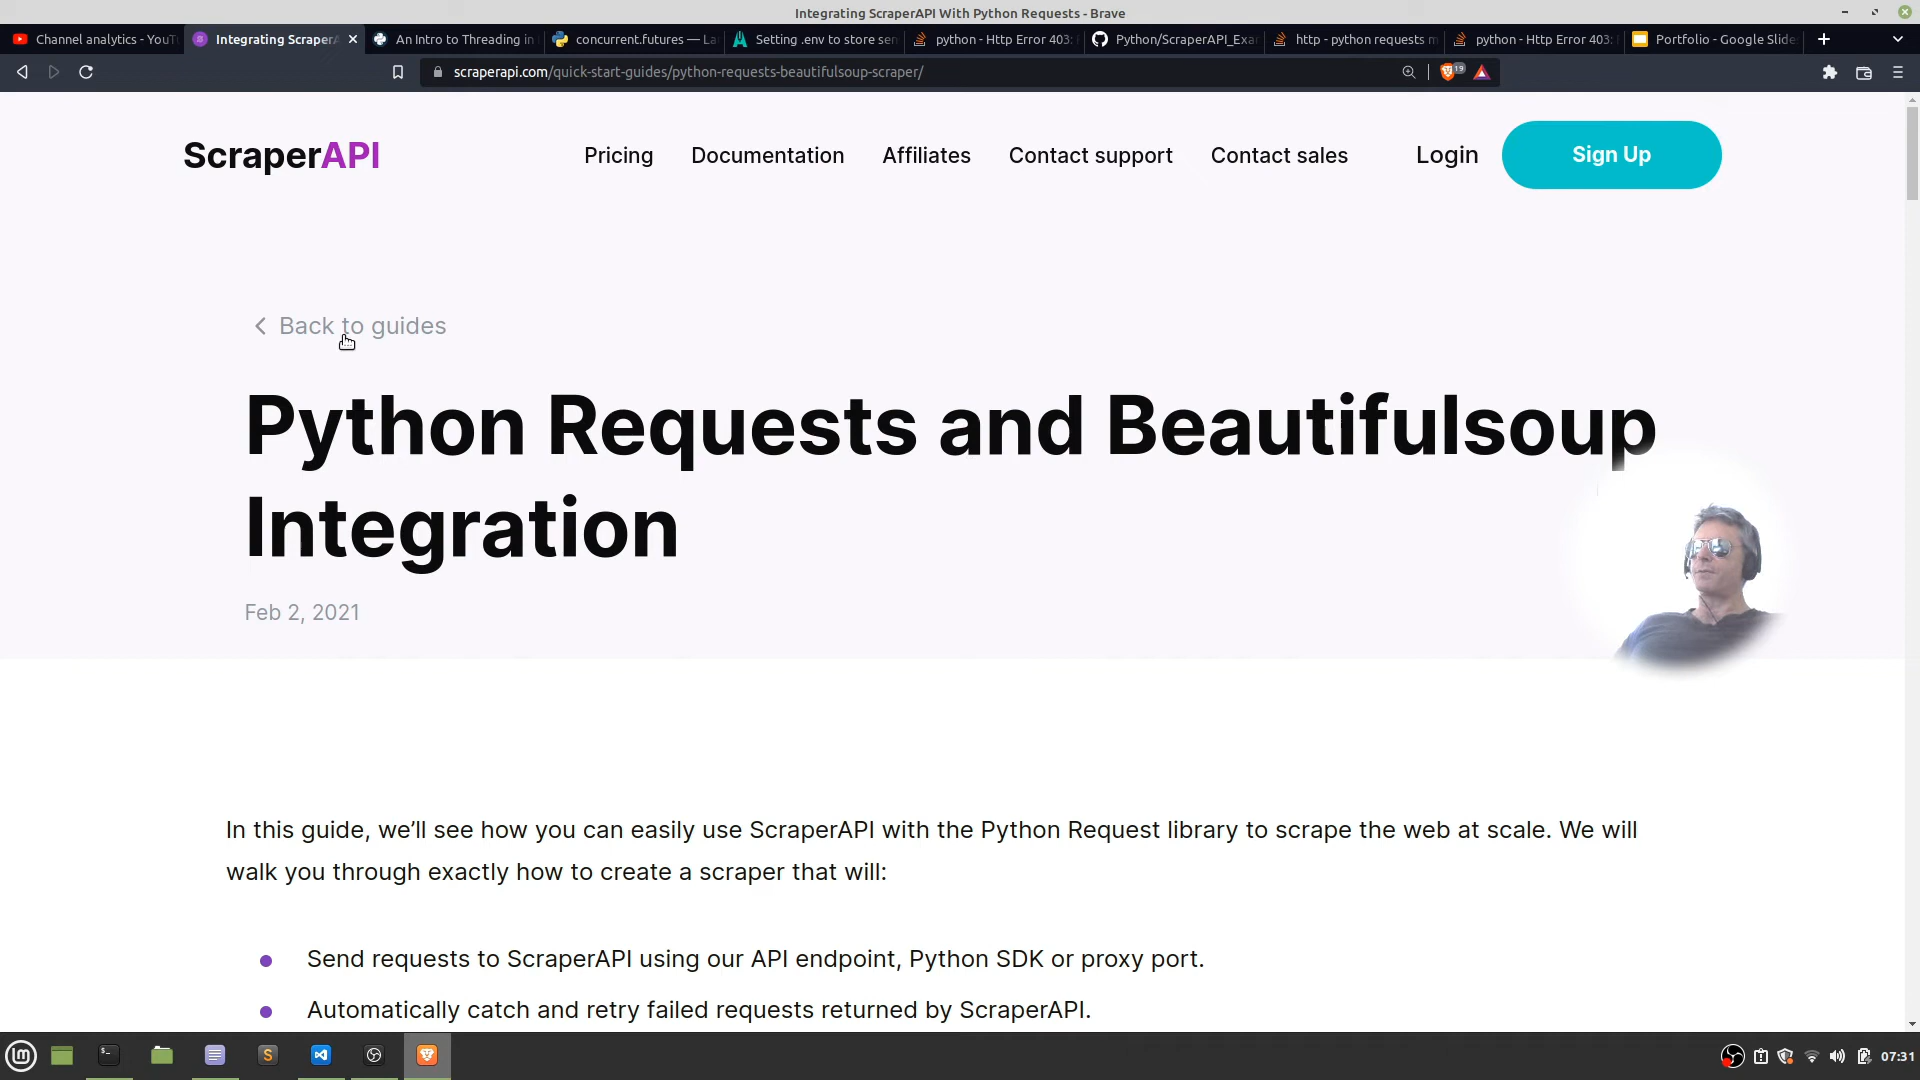 Integrating ScraperAPI With Python Requests - Brave
Channel analytics - YouT
Integrating ScraperA
An Intro to Threading in
concurrent.futures — La
Setting .env to store sen
python - Http Error 403:
Python/ScraperAPI_Exa
http - python requests m
python - Http Error 403:
Portfolio - Google Slide
scraperapi.com/quick-start-guides/python-requests-beautifulsoup-scraper/
19
ScraperAPI
Pricing
Documentation
Affiliates
Contact support
Contact sales
Login
Sign Up
Back to guides
Python Requests and Beautifulsoup
Integration
Feb 2, 2021
In this guide, we’ll see how you can easily use ScraperAPI with the Python Request library to scrape the web at scale. We will
walk you through exactly how to create a scraper that will:
Send requests to ScraperAPI using our API endpoint, Python SDK or proxy port.
Automatically catch and retry failed requests returned by ScraperAPI.
07:31